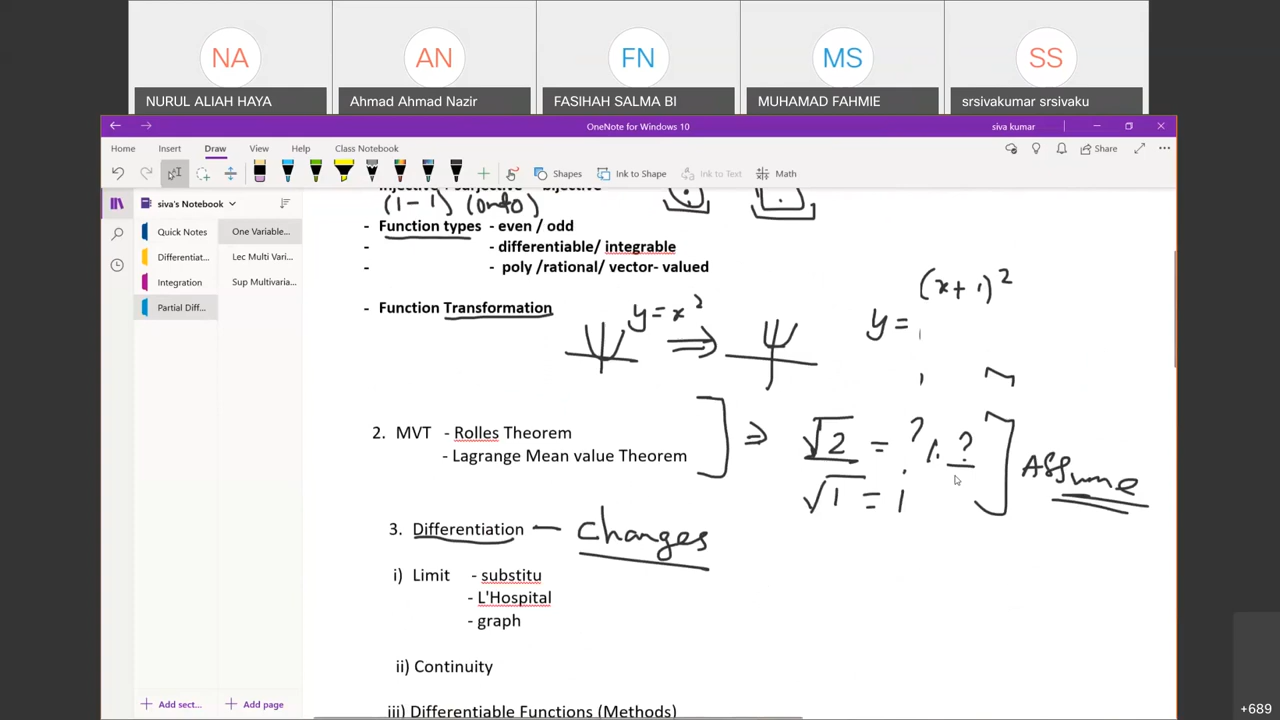 NA AN FN MS SS
NURUL ALIAH HAYA Ahmad Ahmad Nazir FASIHAH SALMA BI MUHAMAD FAHMIE srsivakumar srsivaku
OneNote for Windows 10 siva kumar
Home Insert Draw View Help Class Notebook Share
Shapes Ink to Shape Ink to Text Math
siva's Notebook
Quick Notes One Variable...
Differentiat... Lec Multi Vari...
Integration Sup Multivaria...
Partial Diff...
Injective / surjective - bijective
(1-1) (onto)
- Function types - even / odd
- - differentiable/ integrable
- - poly /rational/ vector- valued
(x+1)²
- Function Transformation y=x² ⇒ y=
2. MVT - Rolles Theorem ⇒ √2 = ?/. ?
- Lagrange Mean value Theorem √1 = 1 ASSume
3. Differentiation — changes
i) Limit - substitu
- L'Hospital
- graph
ii) Continuity
iii) Differentiable Functions (Methods)
+ Add sect... + Add page
+689